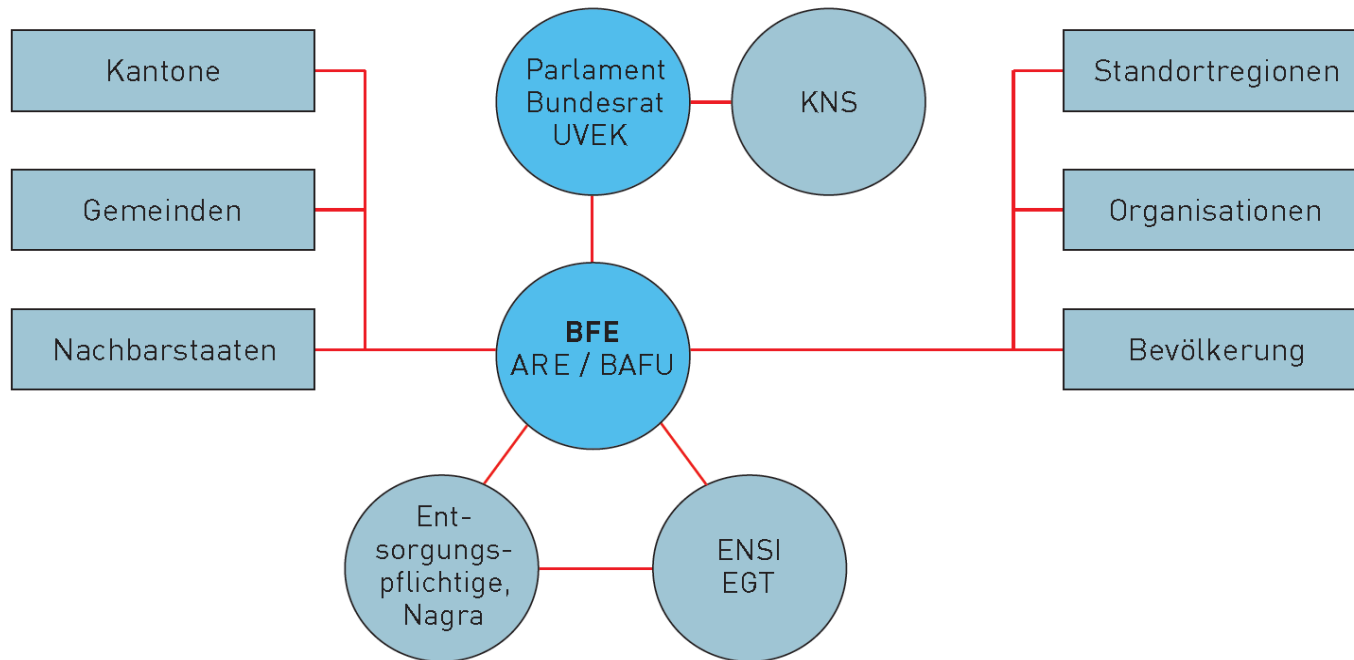 Kantone
Gemeinden
Nachbarstaaten
Parlament
Bundesrat
UVEK
KNS
BFE
ARE / BAFU
Ent-
sorgungs-
pflichtige,
Nagra
ENSI
EGT
Standortregionen
Organisationen
Bevölkerung